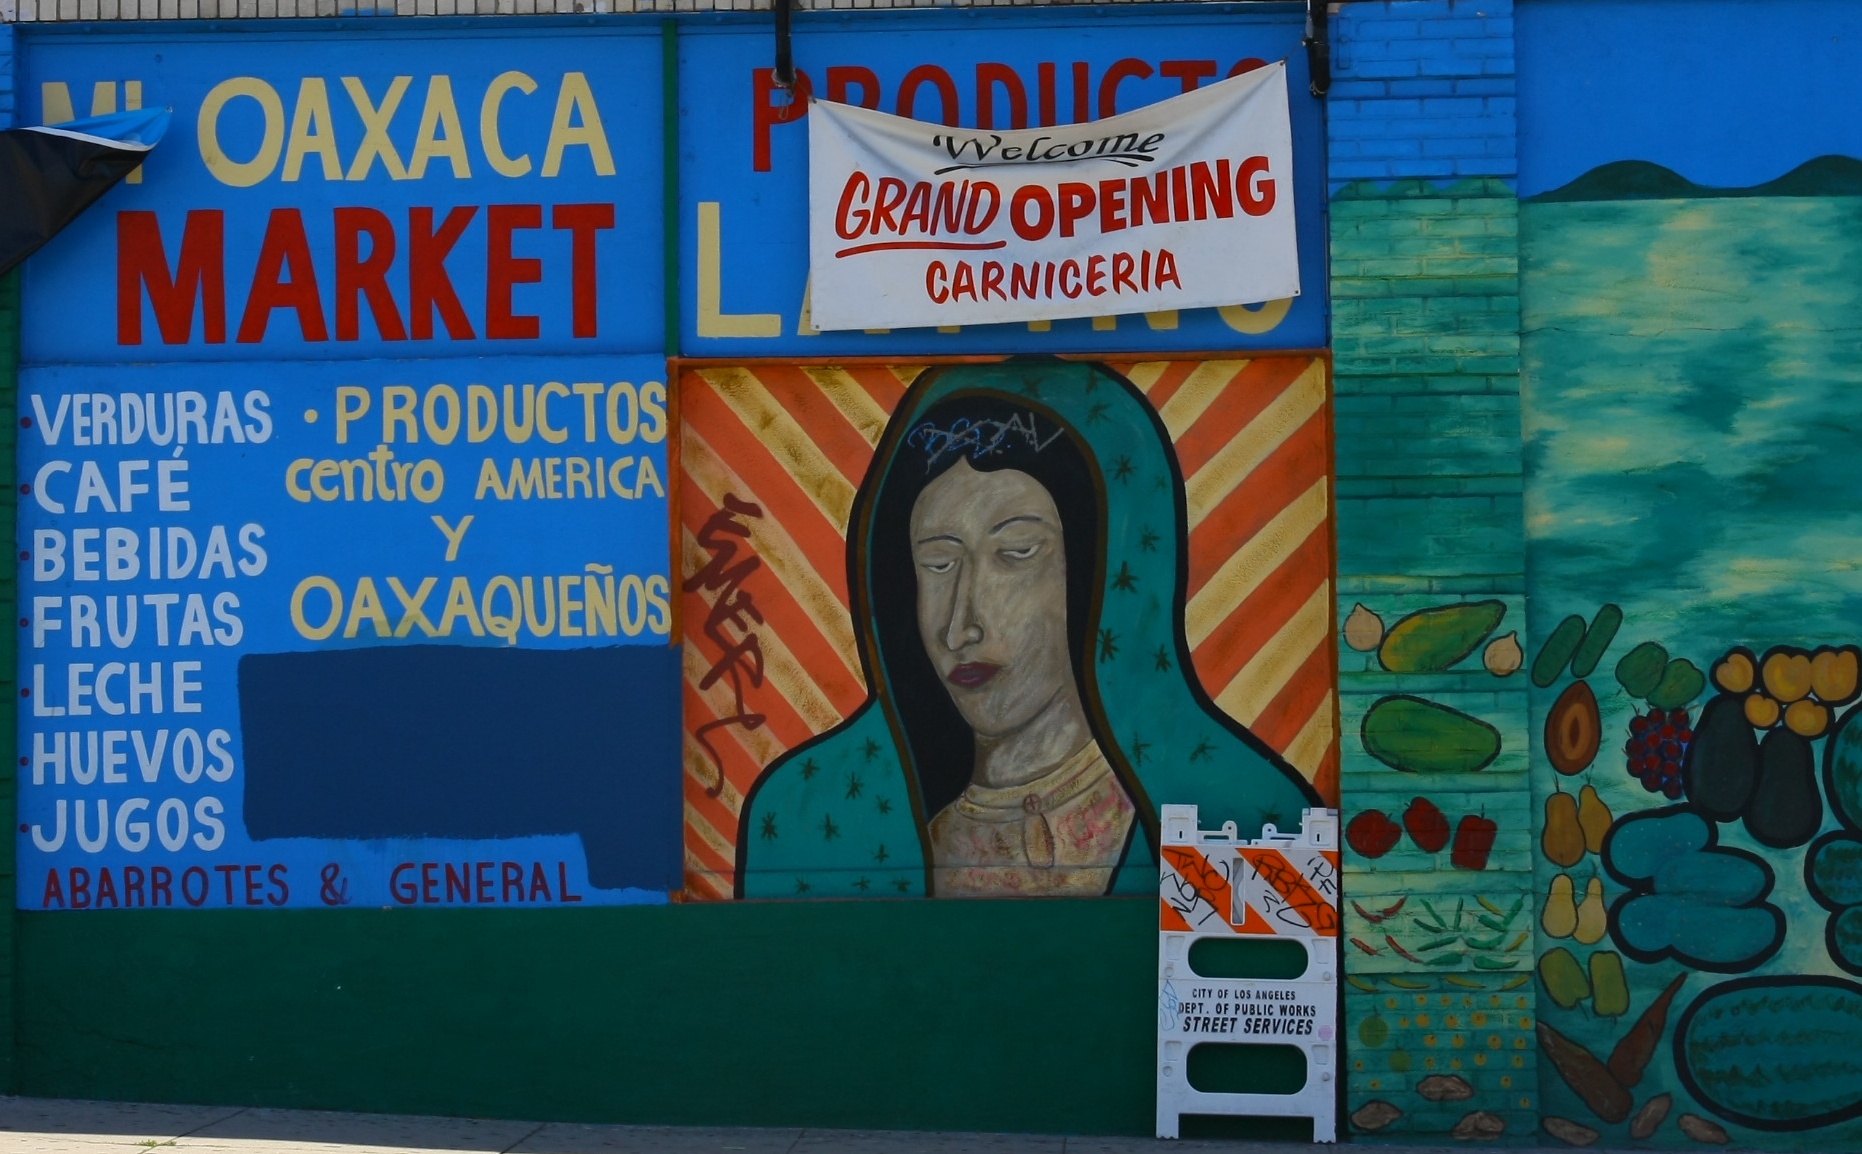 MI OAXACA
MARKET
PRODUCTO
LATINO
Welcome
GRAND OPENING
CARNICERIA
VERDURAS
CAFÉ
BEBIDAS
FRUTAS
LECHE
HUEVOS
JUGOS
• PRODUCTOS
centro AMERICA
Y
OAXAQUEÑOS
ABARROTES & GENERAL
CITY OF LOS ANGELES
DEPT. OF PUBLIC WORKS
STREET SERVICES